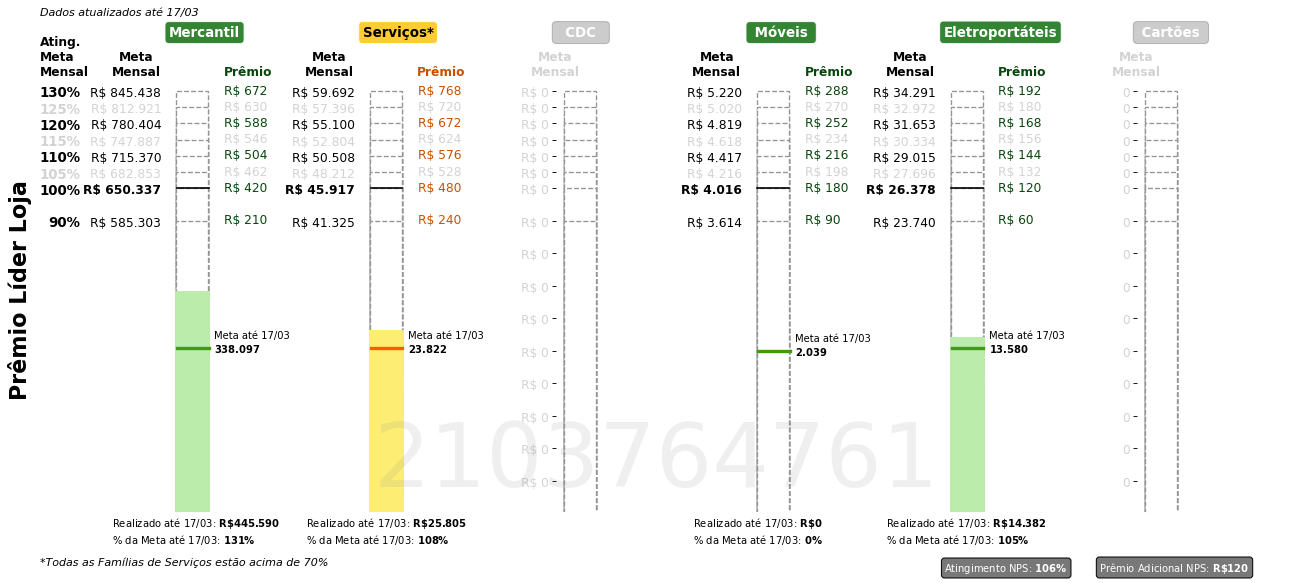 Dados atualizados até 17/03
Mercantil Serviços* CDC Móveis Eletroportáteis Cartões
Ating. Meta Mensal
Meta Mensal Prêmio Meta Mensal Prêmio Meta Mensal Meta Mensal Prêmio Meta Mensal Prêmio Meta Mensal
130% R$ 845.438 R$ 672 R$ 59.692 R$ 768 R$ 0 R$ 5.220 R$ 288 R$ 34.291 R$ 192 0
125% R$ 812.921 R$ 630 R$ 57.396 R$ 720 R$ 0 R$ 5.020 R$ 270 R$ 32.972 R$ 180 0
120% R$ 780.404 R$ 588 R$ 55.100 R$ 672 R$ 0 R$ 4.819 R$ 252 R$ 31.653 R$ 168 0
115% R$ 747.887 R$ 546 R$ 52.804 R$ 624 R$ 0 R$ 4.618 R$ 234 R$ 30.334 R$ 156 0
110% R$ 715.370 R$ 504 R$ 50.508 R$ 576 R$ 0 R$ 4.417 R$ 216 R$ 29.015 R$ 144 0
105% R$ 682.853 R$ 462 R$ 48.212 R$ 528 R$ 0 R$ 4.216 R$ 198 R$ 27.696 R$ 132 0
100% R$ 650.337 R$ 420 R$ 45.917 R$ 480 R$ 0 R$ 4.016 R$ 180 R$ 26.378 R$ 120 0
90% R$ 585.303 R$ 210 R$ 41.325 R$ 240 R$ 0 R$ 3.614 R$ 90 R$ 23.740 R$ 60 0
R$ 0 0
R$ 0 0
R$ 0 0
Meta até 17/03 Meta até 17/03 Meta até 17/03 Meta até 17/03
338.097 23.822 R$ 0 2.039 13.580 0
R$ 0 0
R$ 0 0
R$ 0 0
R$ 0 0
Prêmio Líder Loja
2103764761
Realizado até 17/03: R$445.590 Realizado até 17/03: R$25.805 Realizado até 17/03: R$0 Realizado até 17/03: R$14.382
% da Meta até 17/03: 131% % da Meta até 17/03: 108% % da Meta até 17/03: 0% % da Meta até 17/03: 105%
*Todas as Famílias de Serviços estão acima de 70%
Atingimento NPS: 106% Prêmio Adicional NPS: R$120